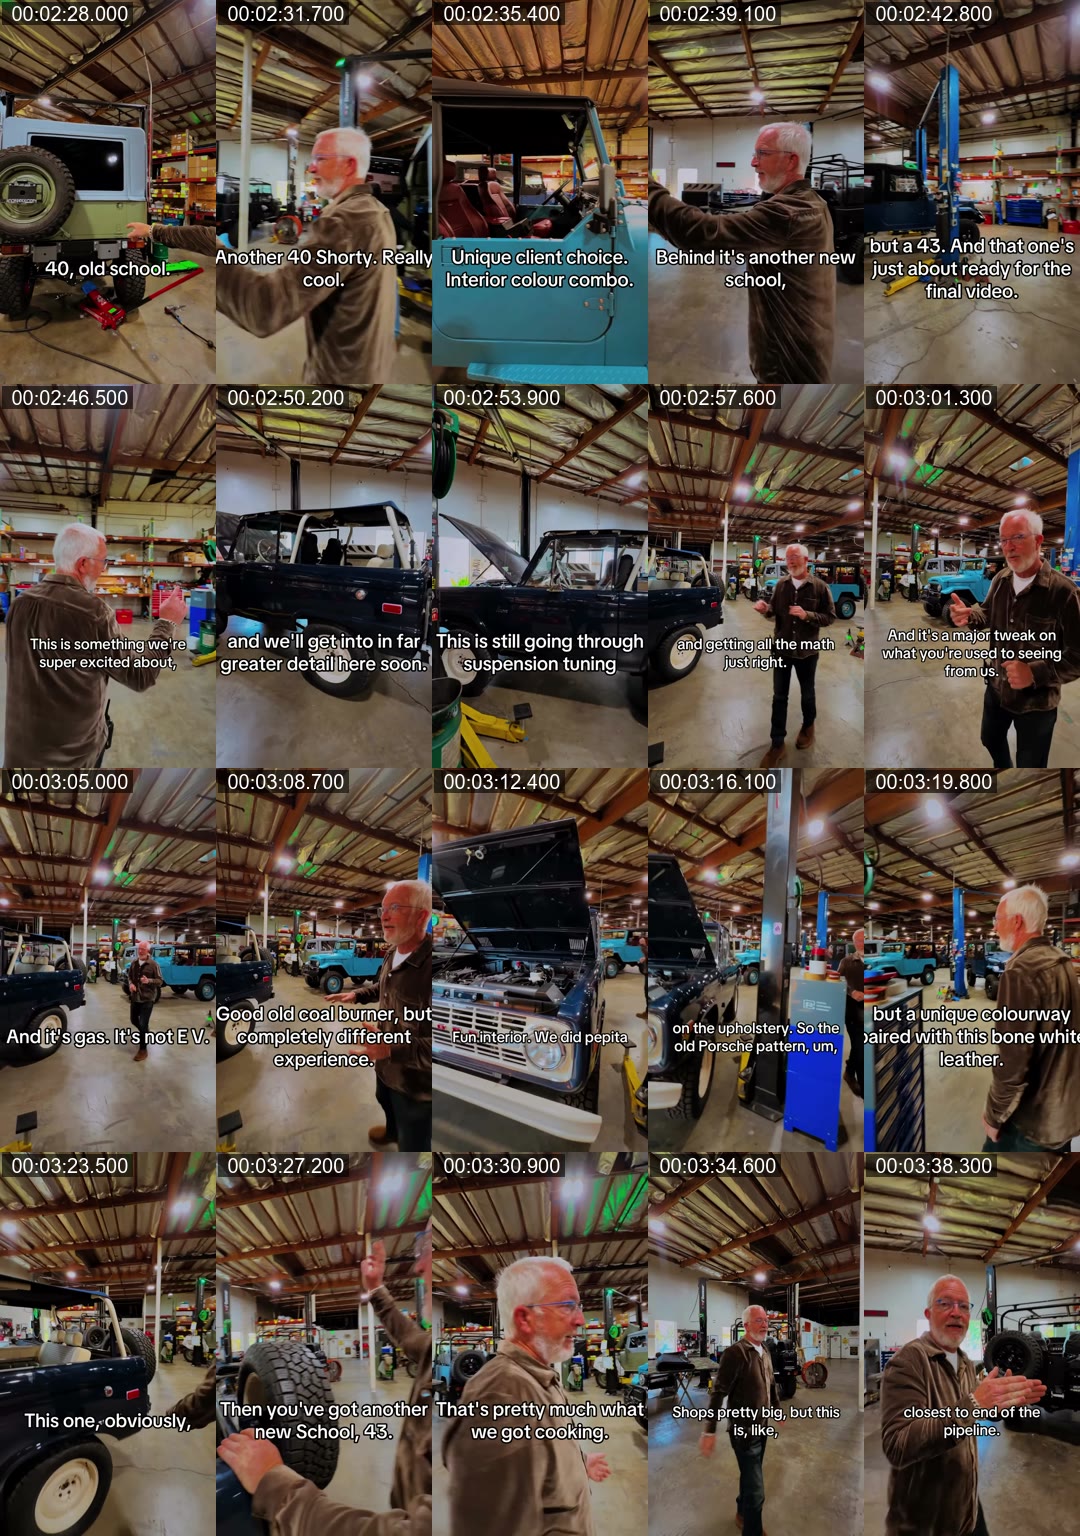 00:02:28.000
40, old school.
00:02:31.700
Another 40 Shorty. Really
cool.
00:02:35.400
Unique client choice.
Interior colour combo.
00:02:39.100
Behind it's another new
school,
00:02:42.800
but a 43. And that one's
just about ready for the
final video.
00:02:46.500
This is something we're
super excited about,
00:02:50.200
and we'll get into in far
greater detail here soon.
00:02:53.900
This is still going through
suspension tuning
00:02:57.600
and getting all the math
just right.
00:03:01.300
And it's a major tweak on
what you're used to seeing
from us.
00:03:05.000
And it's gas. It's not E V.
00:03:08.700
Good old coal burner, but
completely different
experience.
00:03:12.400
Fun interior. We did pepita
00:03:16.100
on the upholstery. So the
old Porsche pattern, um,
00:03:19.800
but a unique colourway
paired with this bone white
leather.
00:03:23.500
This one, obviously,
00:03:27.200
Then you've got another
new School, 43.
00:03:30.900
That's pretty much what
we got cooking.
00:03:34.600
Shops pretty big, but this
is, like,
00:03:38.300
closest to end of the
pipeline.